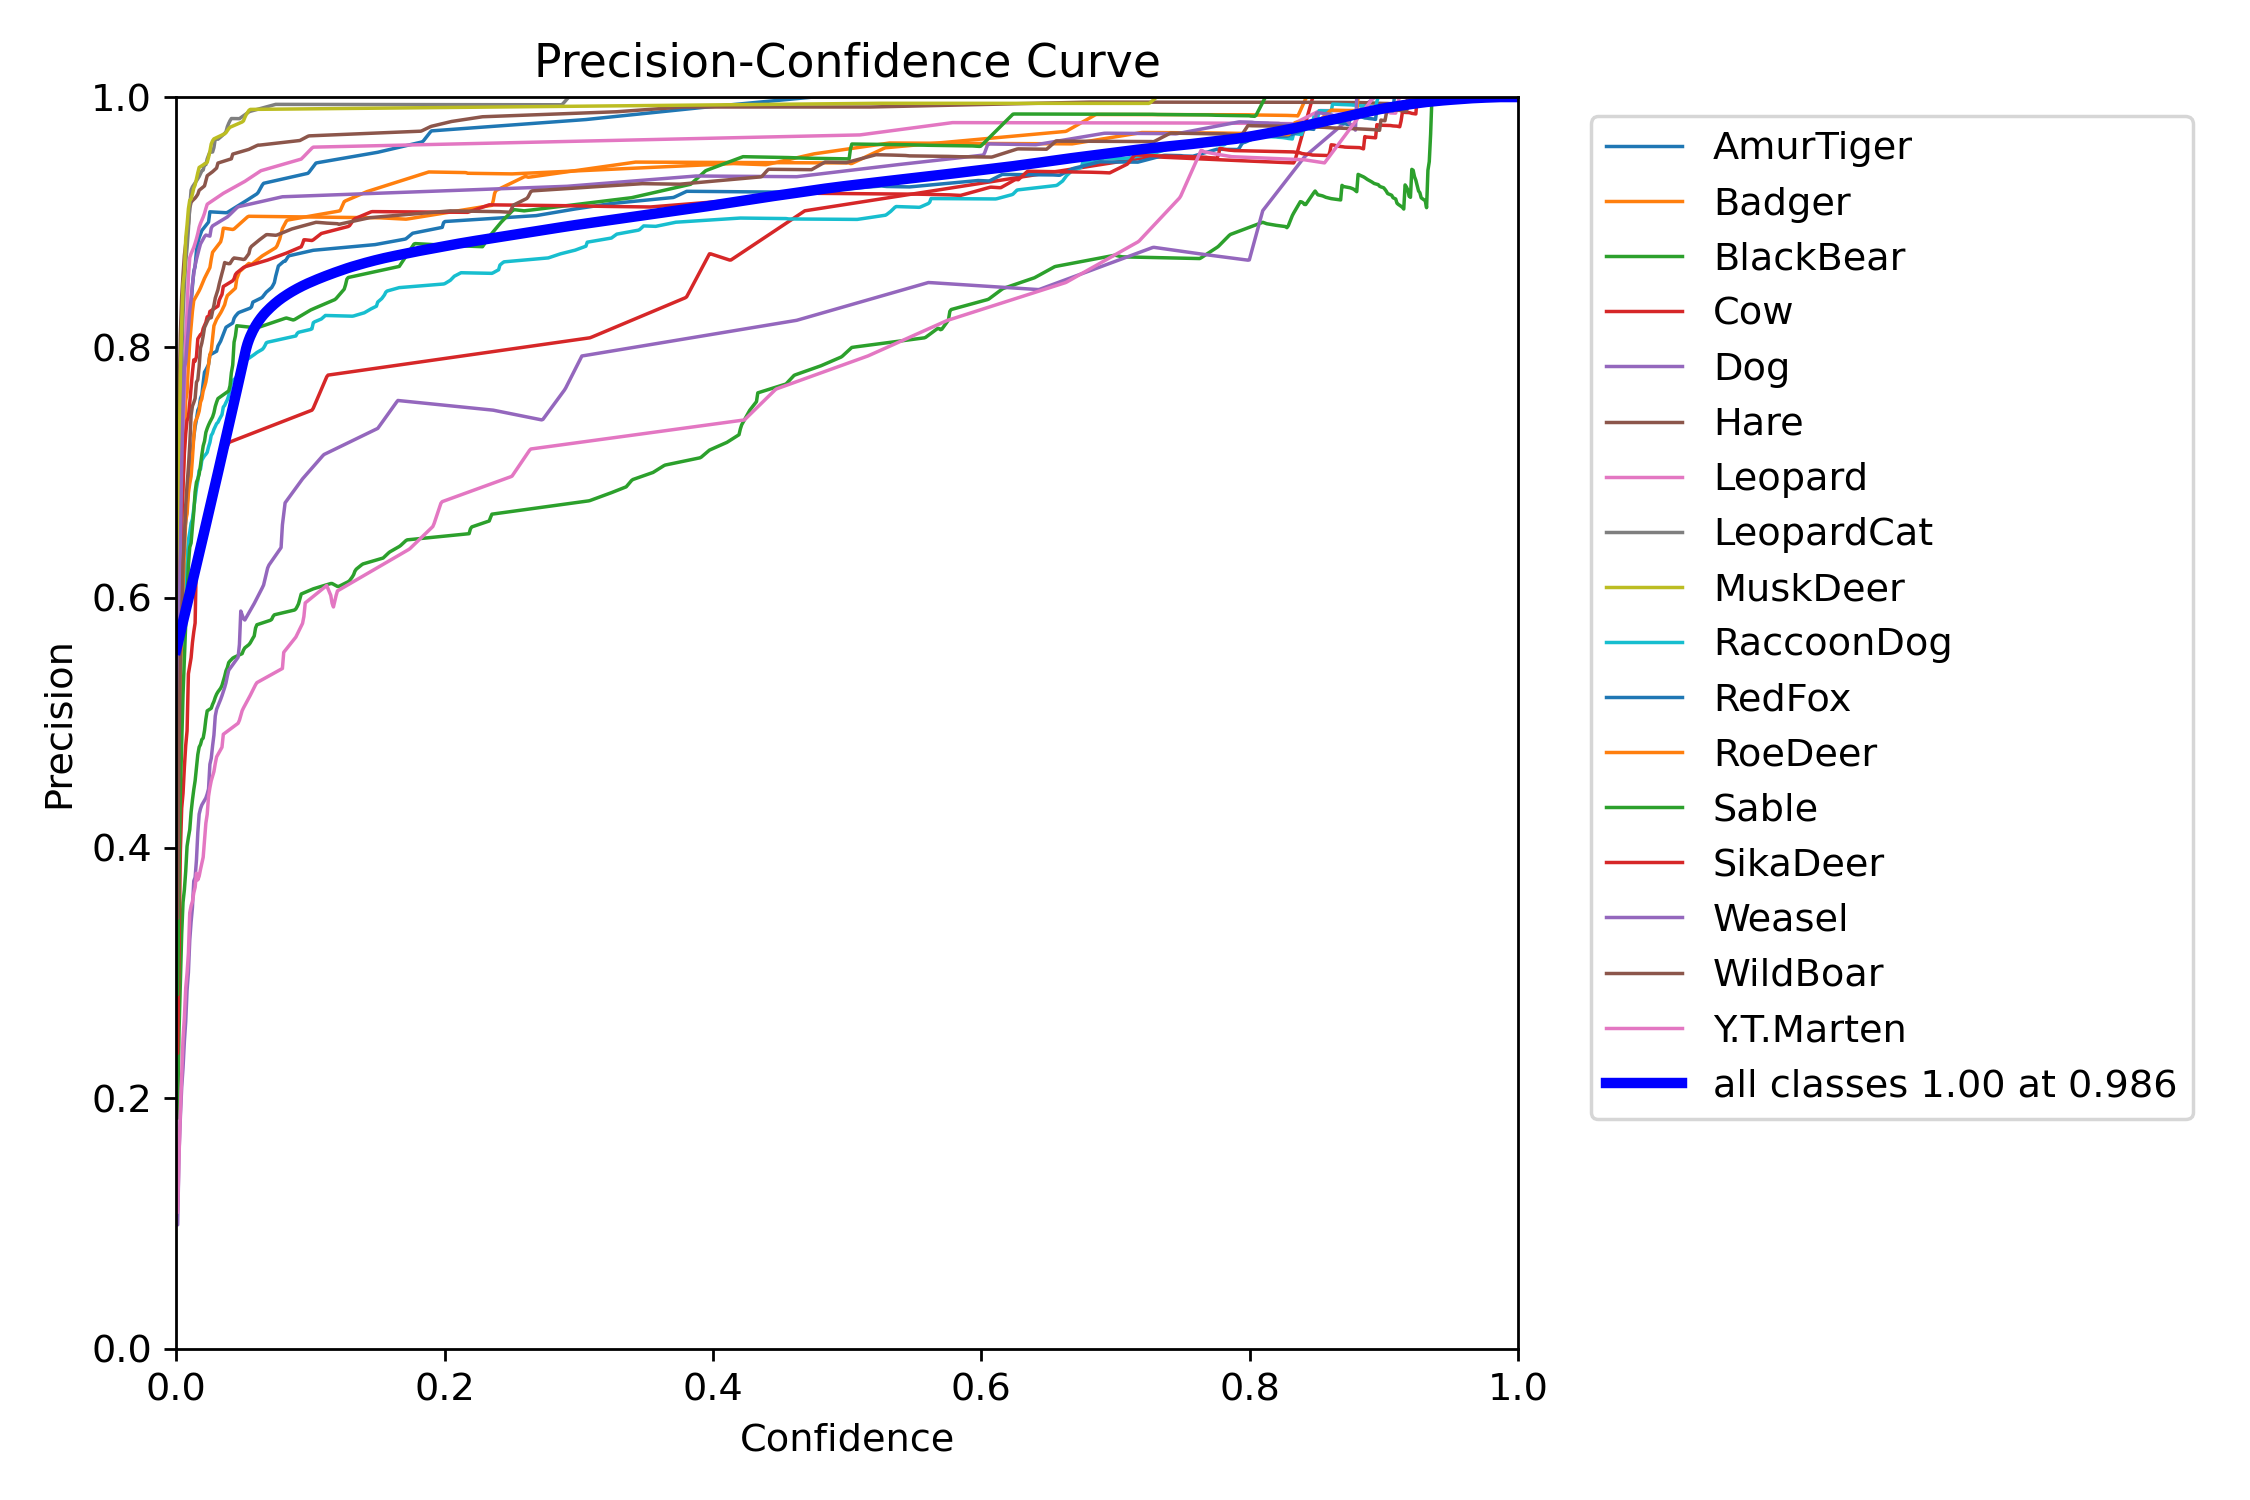 Precision-Confidence Curve
1.0
0.8
0.6
0.4
0.2
0.0
Precision
0.0
0.2
0.4
0.6
0.8
1.0
Confidence
AmurTiger
Badger
BlackBear
Cow
Dog
Hare
Leopard
LeopardCat
MuskDeer
RaccoonDog
RedFox
RoeDeer
Sable
SikaDeer
Weasel
WildBoar
Y.T.Marten
all classes 1.00 at 0.986